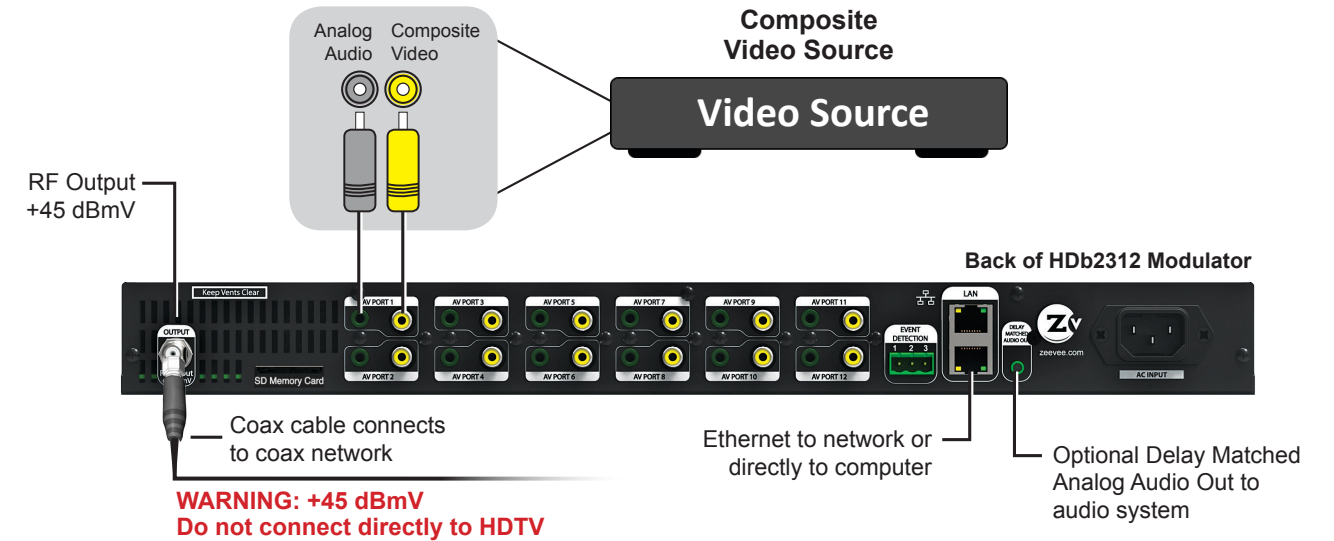 Analog
Audio
Composite
Video
Composite
Video Source
Video Source
RF Output
+45 dBmV
Back of HDb2312 Modulator
Keep Vents Clear
OUTPUT
SD Memory Card
AV PORT 1
AV PORT 3
AV PORT 5
AV PORT 7
AV PORT 9
AV PORT 11
AV PORT 2
AV PORT 4
AV PORT 6
AV PORT 8
AV PORT 10
AV PORT 12
EVENT
DETECTION
1 2 3
LAN
DELAY
MATCHED
AUDIO OUT
Zv
zeevee.com
AC INPUT
Coax cable connects
to coax network
WARNING: +45 dBmV
Do not connect directly to HDTV
Ethernet to network or
directly to computer
Optional Delay Matched
Analog Audio Out to
audio system